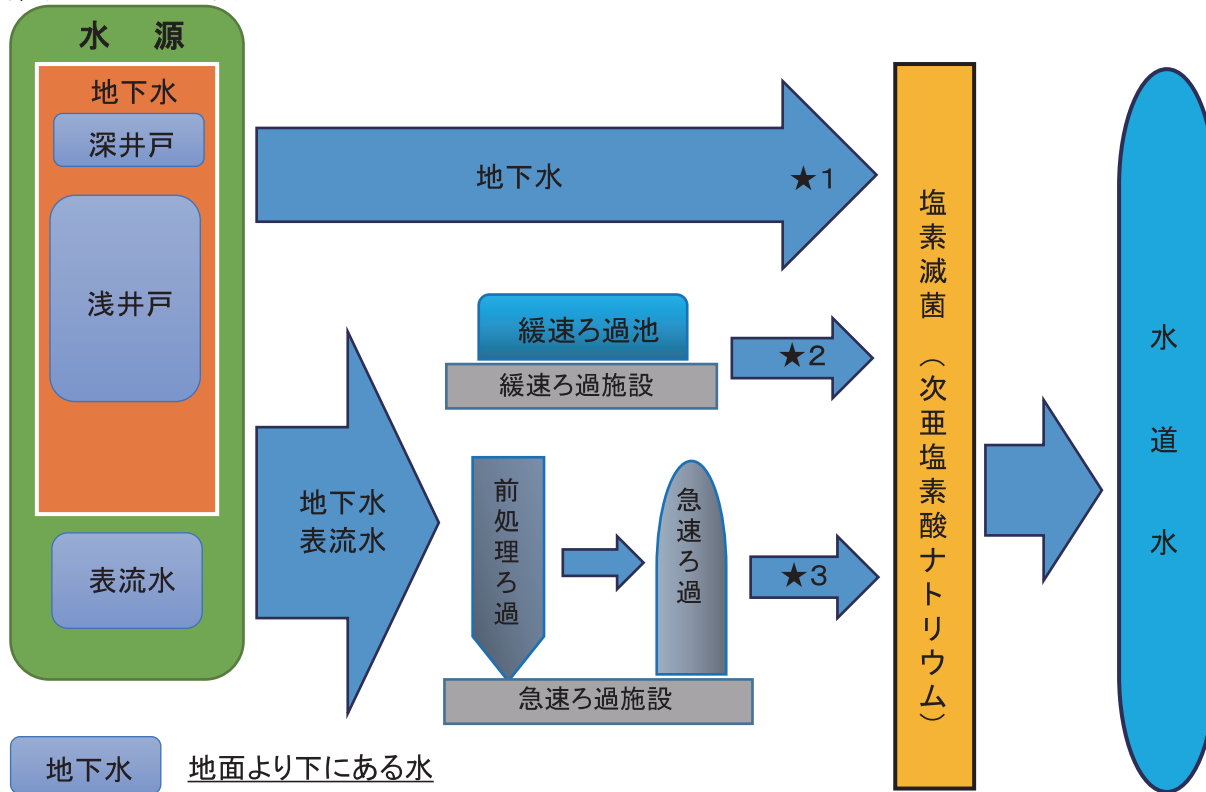 水 源
地下水
深井戸
浅井戸
表流水
地下水 ★1
地下水
表流水
緩速ろ過池
緩速ろ過施設
★2
前処理ろ過
急速ろ過
急速ろ過施設
★3
塩素滅菌(次亜塩素酸ナトリウム)
水道水
地下水 地面より下にある水